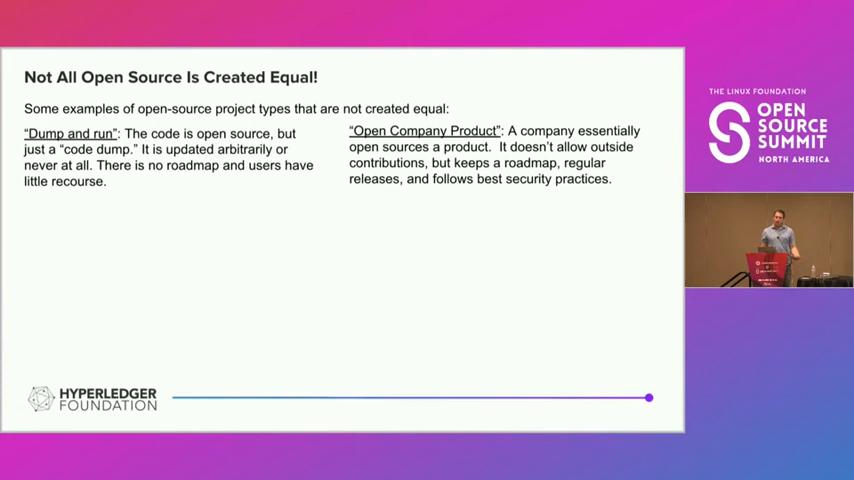 Not All Open Source Is Created Equal!
Some examples of open-source project types that are not created equal:
“Dump and run”: The code is open source, but
just a “code dump.” It is updated arbitrarily or
never at all. There is no roadmap and users have
little recourse.
“Open Company Product”: A company essentially
open sources a product.  It doesn’t allow outside
contributions, but keeps a roadmap, regular
releases, and follows best security practices.
HYPERLEDGER
FOUNDATION
THE LINUX FOUNDATION
OPEN
SOURCE
SUMMIT
NORTH AMERICA